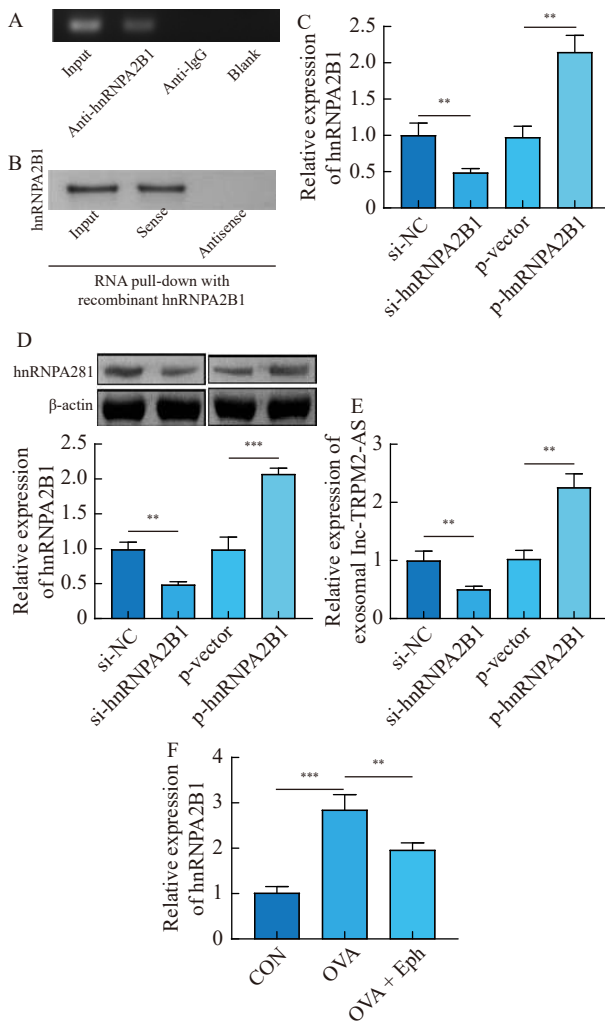 A
Input
Anti-hnRNPA2B1
Anti-IgG
Blank
B
hnRNPA2B1
Input
Sense
Antisense
RNA pull-down with
recombinant hnRNPA2B1
C
Relative expression
of hnRNPA2B1
2.5
2.0
1.5
1.0
0.5
0.0
**
**
si-NC
si-hnRNPA2B1
p-vector
p-hnRNPA2B1
D
hnRNPA281
β-actin
Relative expression
of hnRNPA2B1
2.5
2.0
1.5
1.0
0.5
0.0
**
***
si-NC
si-hnRNPA2B1
p-vector
p-hnRNPA2B1
E
Relative expression of
exosomal lnc-TRPM2-AS
3
2
1
0
**
**
si-NC
si-hnRNPA2B1
p-vector
p-hnRNPA2B1
F
Relative expression
of hnRNPA2B1
4
3
2
1
0
***
**
CON
OVA
OVA + Eph